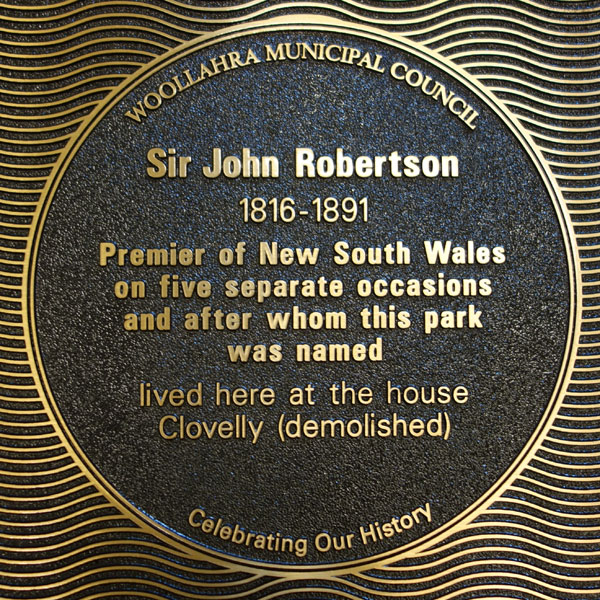 WOOLLAHRA MUNICIPAL COUNCIL
Sir John Robertson
1816-1891
Premier of New South Wales
on five separate occasions
and after whom this park
was named
lived here at the house
Clovelly (demolished)
Celebrating Our History